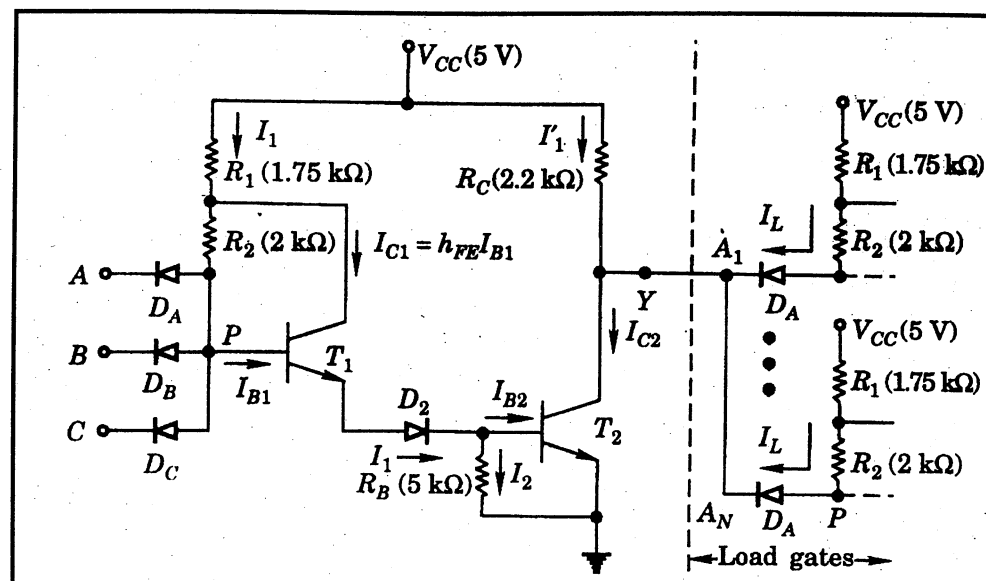 V_CC (5 V)
I_1
R_1 (1.75 kΩ)
I'_1
R_C (2.2 kΩ)
R_2 (2 kΩ)
I_C1 = h_FE I_B1
A
D_A
B
D_B
C
D_C
P
I_B1
T_1
D_2
I_1
R_B (5 kΩ)
I_2
I_B2
T_2
I_C2
Y
V_CC (5 V)
R_1 (1.75 kΩ)
I_L
R_2 (2 kΩ)
A_1
D_A
V_CC (5 V)
R_1 (1.75 kΩ)
I_L
R_2 (2 kΩ)
A_N
D_A
P
Load gates